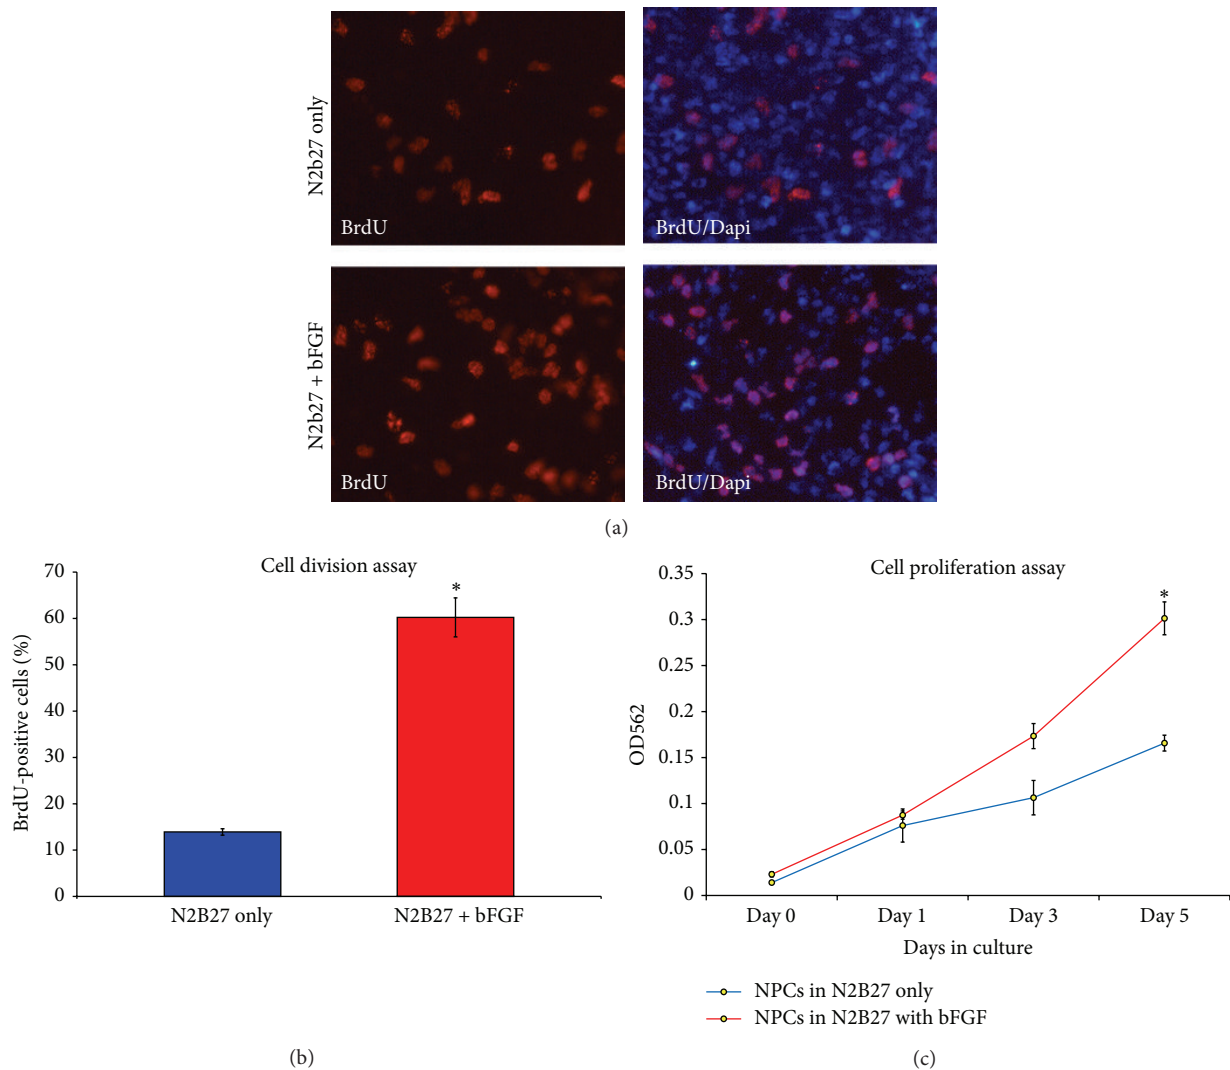 N2b27 only
BrdU
BrdU/Dapi
N2b27 + bFGF
BrdU
BrdU/Dapi
(a)
Cell division assay
BrdU-positive cells (%)
70
60
50
40
30
20
10
0
*
N2B27 only
N2B27 + bFGF
(b)
Cell proliferation assay
OD562
0.35
0.3
0.25
0.2
0.15
0.1
0.05
0
*
Day 0
Day 1
Day 3
Day 5
Days in culture
NPCs in N2B27 only
NPCs in N2B27 with bFGF
(c)